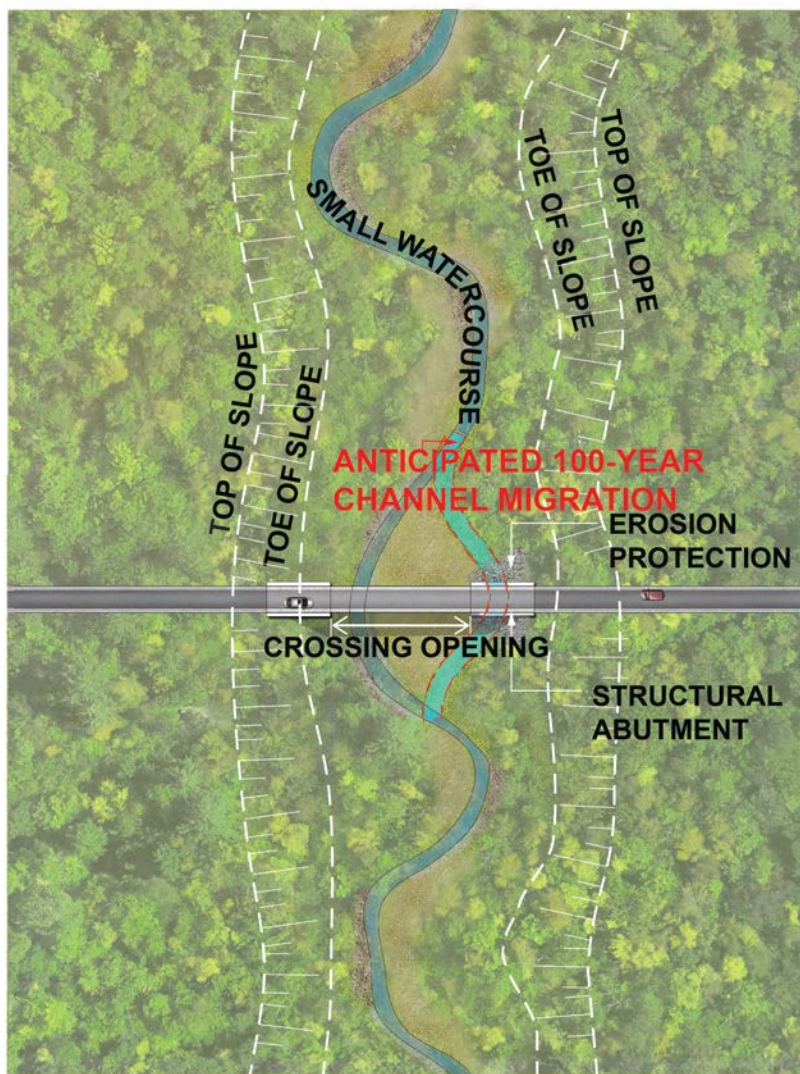 TOP OF SLOPE
TOE OF SLOPE
SMALL WATERCOURSE
TOP OF SLOPE
TOE OF SLOPE
ANTICIPATED 100-YEAR
CHANNEL MIGRATION
EROSION
PROTECTION
CROSSING OPENING
STRUCTURAL
ABUTMENT